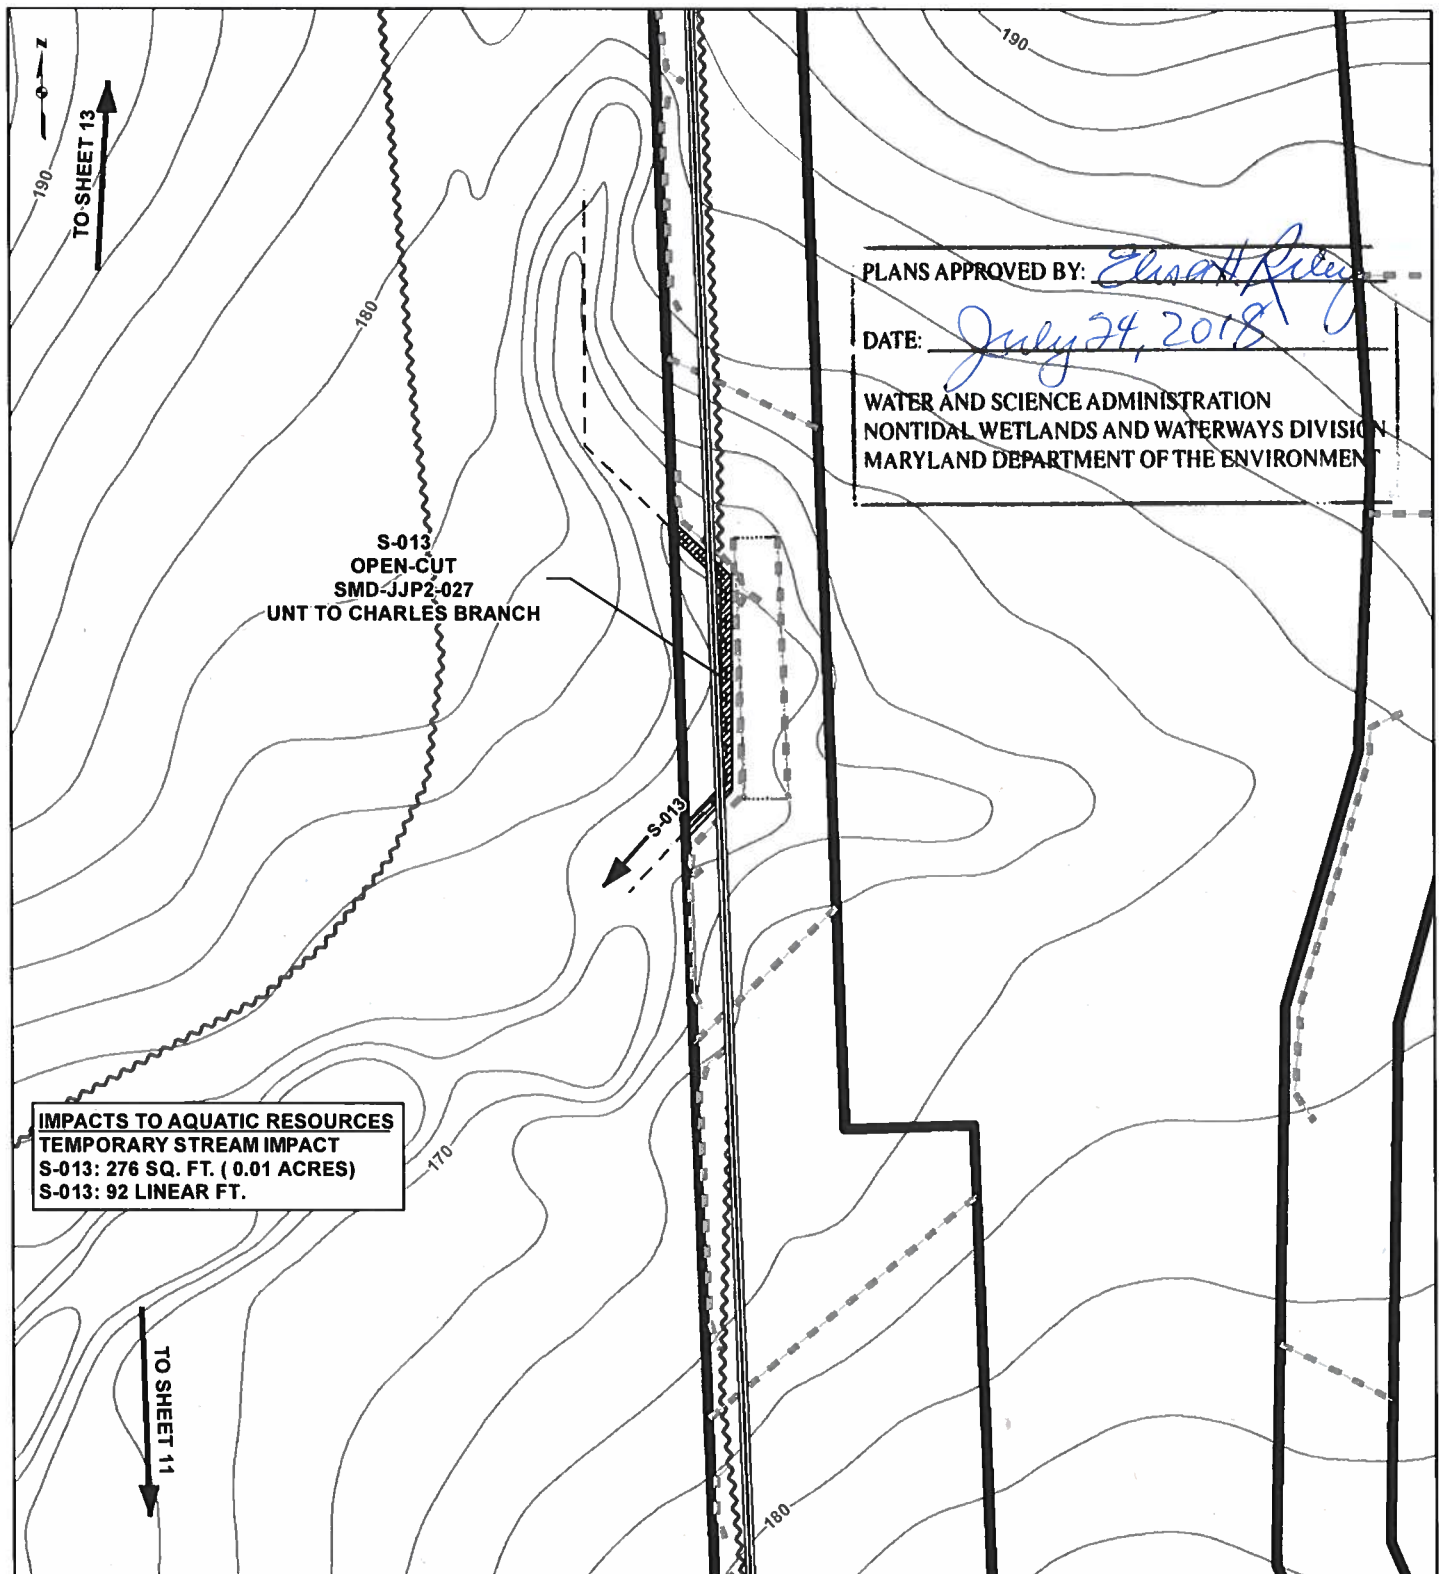 N
190
TO SHEET 13
190
180
PLANS APPROVED BY: Elisa H Riley
DATE: July 24, 2018
WATER AND SCIENCE ADMINISTRATION
NONTIDAL WETLANDS AND WATERWAYS DIVISION
MARYLAND DEPARTMENT OF THE ENVIRONMENT
S-013
OPEN-CUT
SMD-JJP2-027
UNT TO CHARLES BRANCH
S-013
IMPACTS TO AQUATIC RESOURCES
TEMPORARY STREAM IMPACT
S-013: 276 SQ. FT. ( 0.01 ACRES)
S-013: 92 LINEAR FT.
170
TO SHEET 11
180